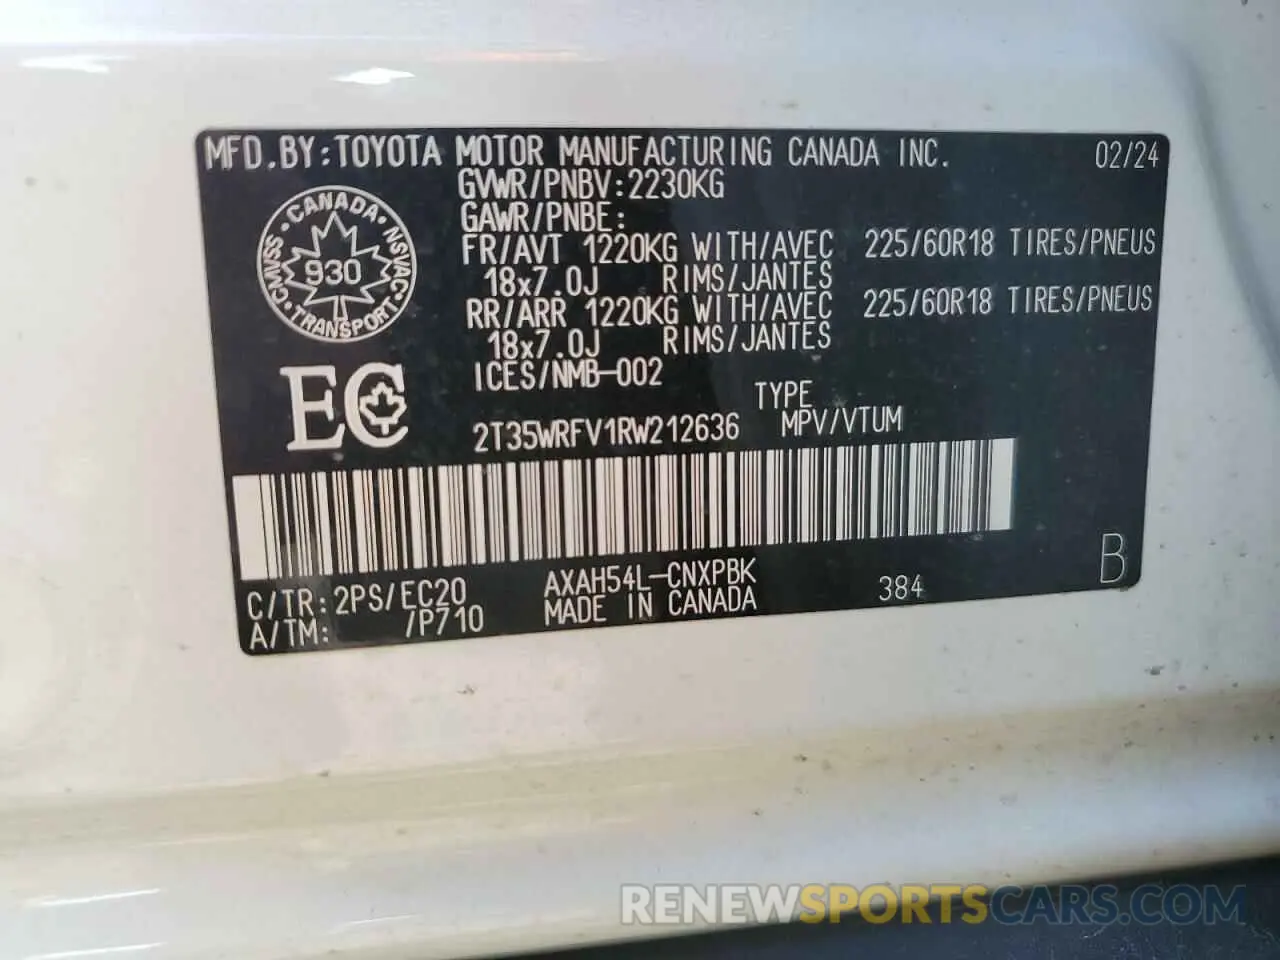 MFD.BY:TOYOTA MOTOR MANUFACTURING CANADA INC. 02/24
GVWR/PNBV:2230KG
GAWR/PNBE:
FR/AVT 1220KG WITH/AVEC 225/60R18 TIRES/PNEUS
18x7.0J RIMS/JANTES
RR/ARR 1220KG WITH/AVEC 225/60R18 TIRES/PNEUS
18x7.0J RIMS/JANTES
ICES/NMB-002
CANADA
CMVSS 930 NSVAC
TRANSPORT
EC
TYPE
2T35WRFV1RW212636 MPV/VTUM
C/TR:2PS/EC20 AXAH54L-CNXPBK 384 B
A/TM: /P710 MADE IN CANADA
RENEWSPORTSCARS.COM